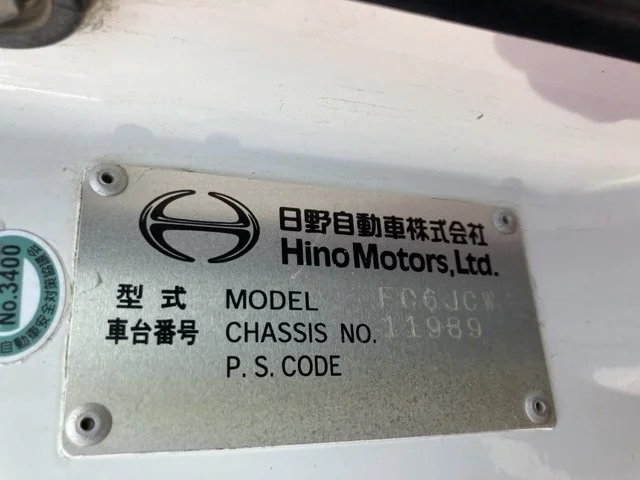 日野自動車株式会社
Hino Motors, Ltd.
型式 MODEL FC6JCW
車台番号 CHASSIS NO. 11989
P.S.CODE
No.3400